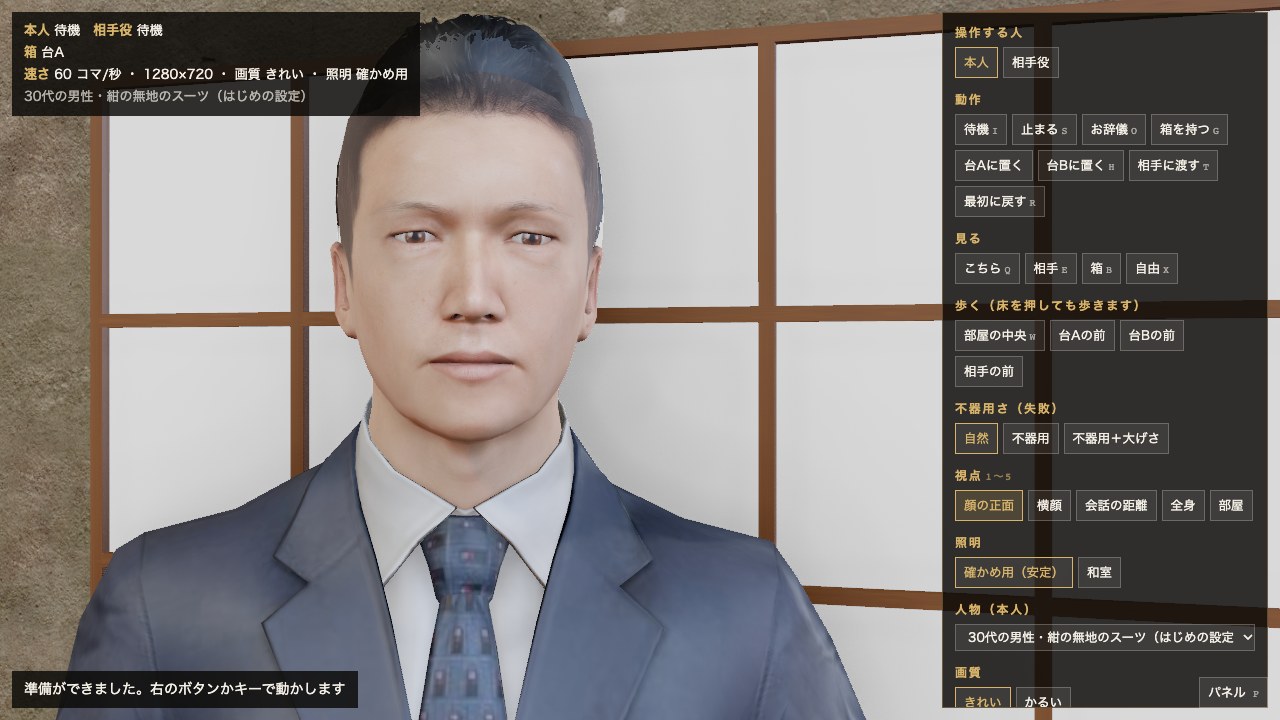 本人 待機 相手役 待機
箱 台A
速さ 60 コマ/秒 ・ 1280×720 ・ 画質 きれい ・ 照明 確かめ用
30代の男性・紺の無地のスーツ（はじめの設定）
準備ができました。右のボタンかキーで動かします
操作する人
本人 相手役
動作
待機 I 止まる S お辞儀 O 箱を持つ G
台Aに置く 台Bに置く H 相手に渡す T
最初に戻す R
見る
こちら Q 相手 E 箱 B 自由 X
歩く（床を押しても歩きます）
部屋の中央 W 台Aの前 台Bの前
相手の前
不器用さ（失敗）
自然 不器用 不器用＋大げさ
視点 1〜5
顔の正面 横顔 会話の距離 全身 部屋
照明
確かめ用（安定） 和室
人物（本人）
30代の男性・紺の無地のスーツ（はじめの設定
画質
きれい かるい
パネル P